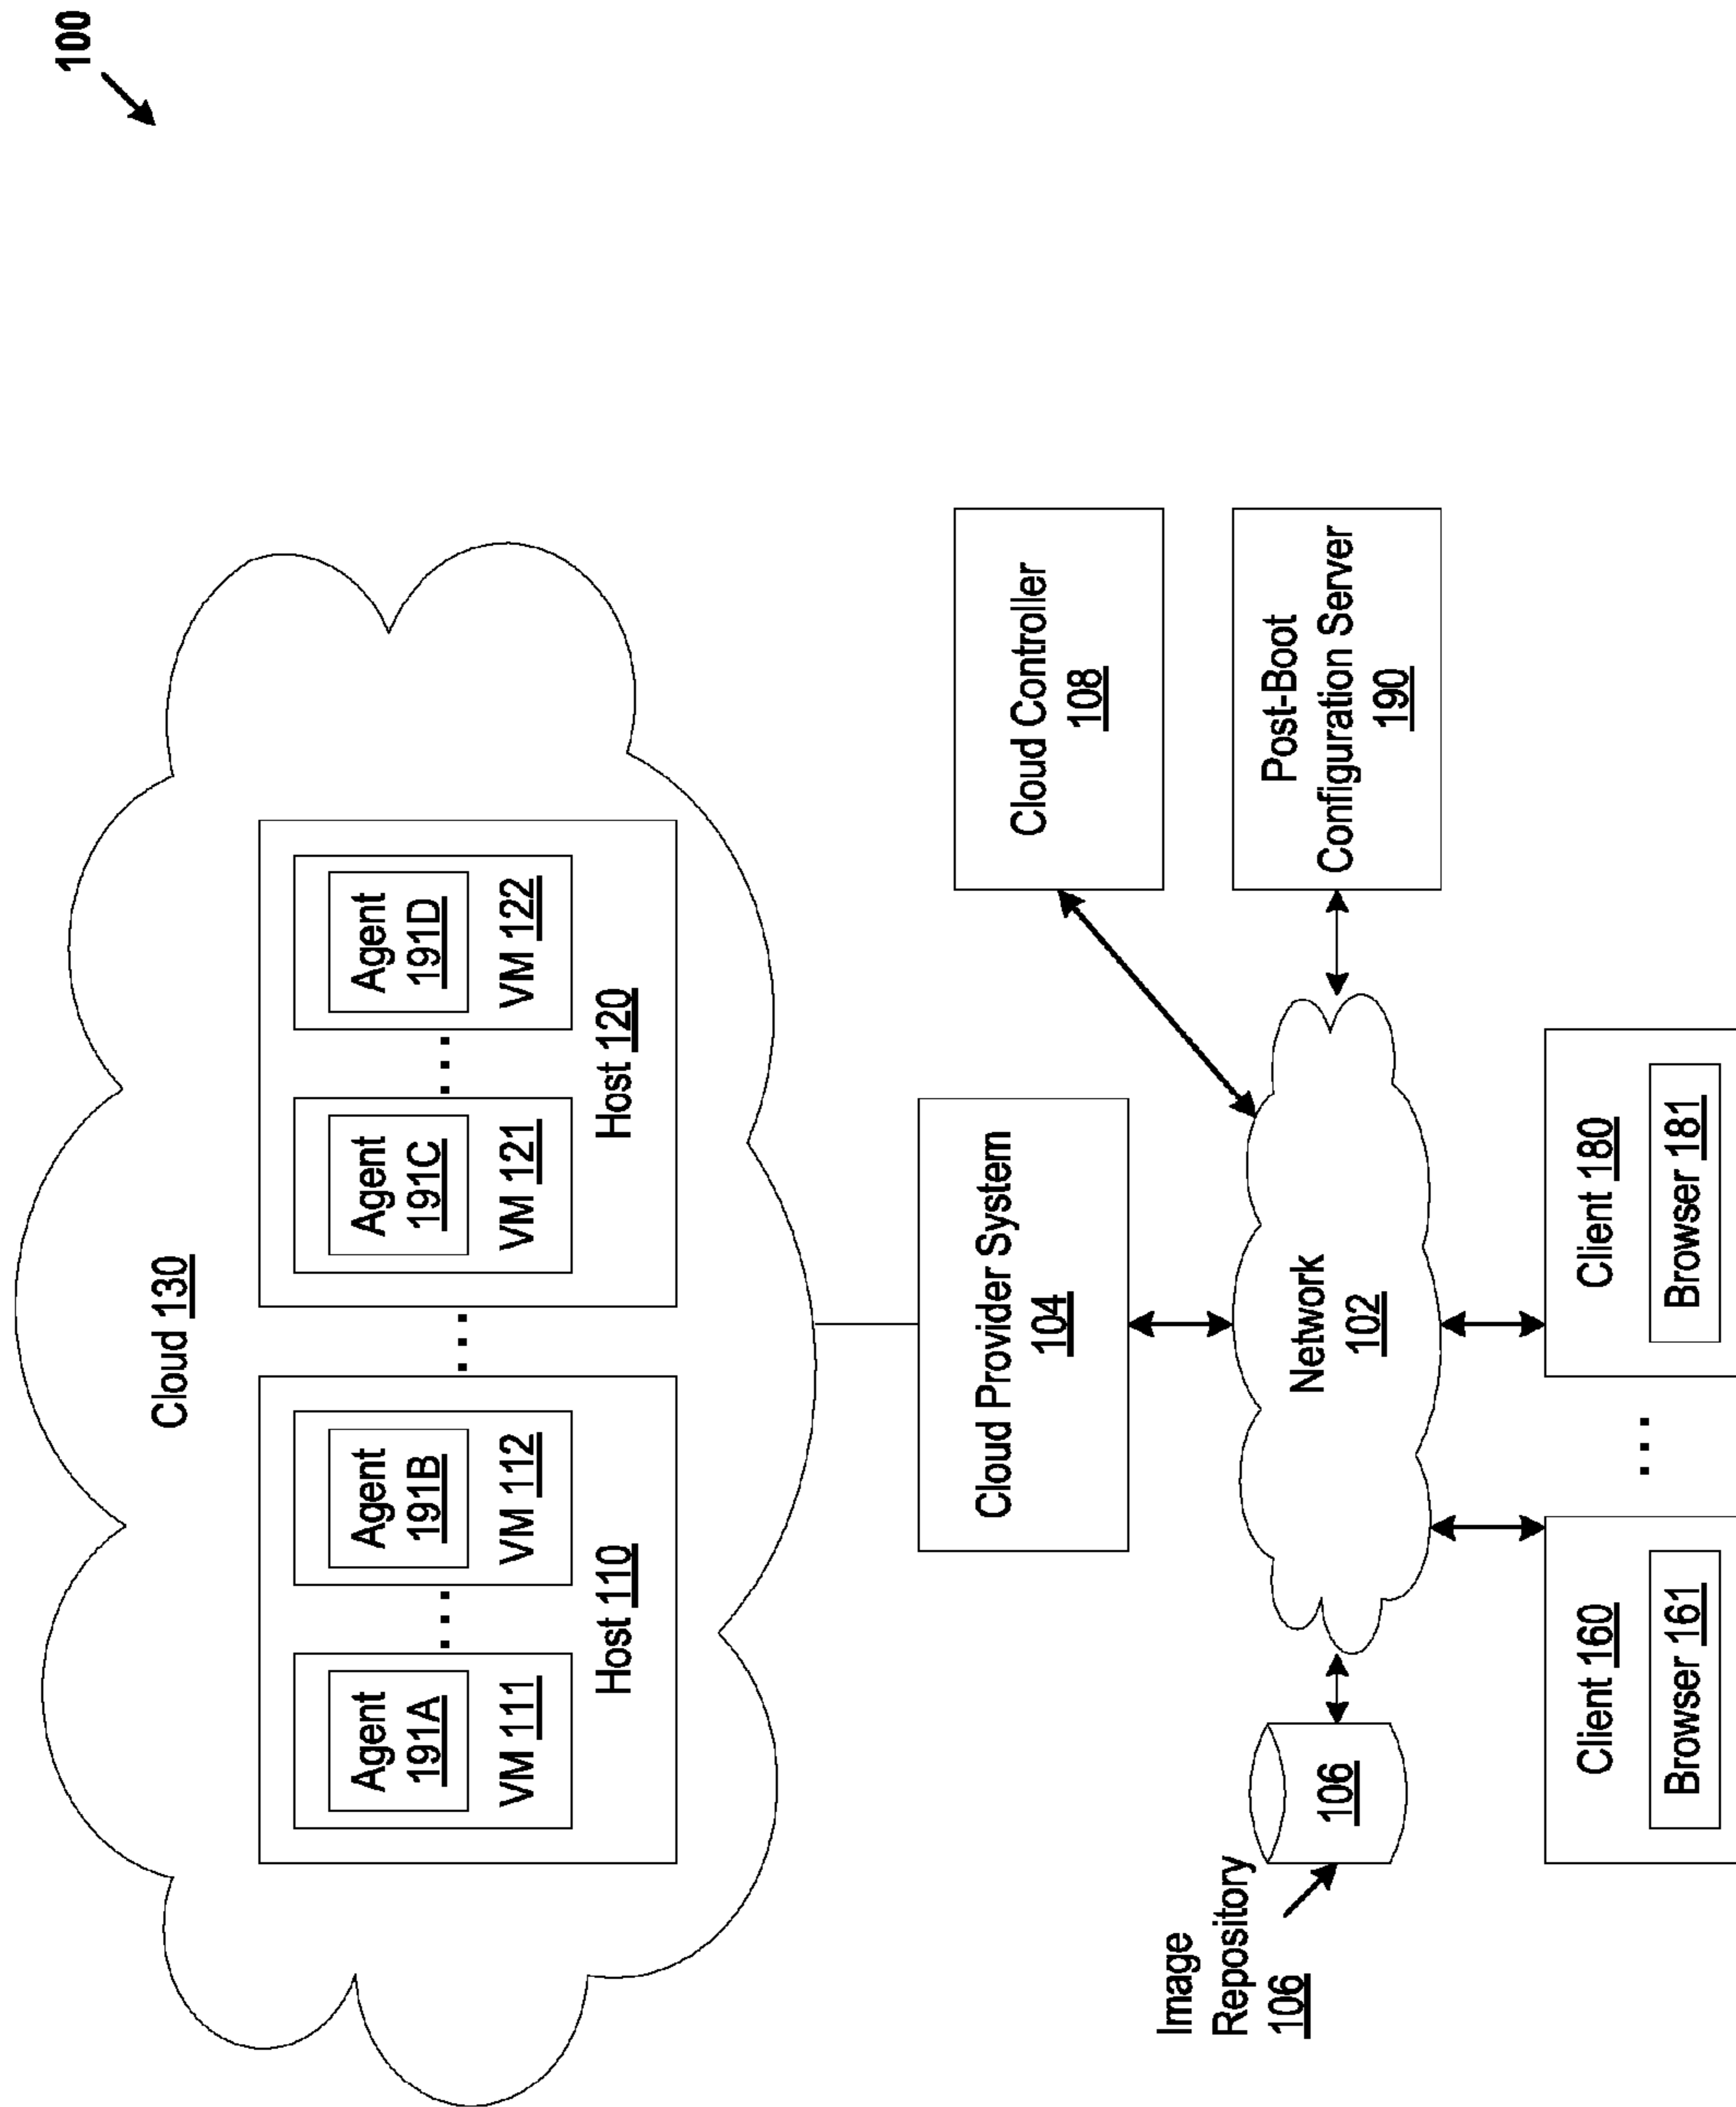 100
Cloud 130
Agent
191A
VM 111
Agent
191B
VM 112
Host 110
Agent
191C
VM 121
Agent
191D
VM 122
Host 120
Cloud Provider System
104
Cloud Controller
108
Image
Repository
106
106
Network
102
Post-Boot
Configuration Server
190
Client 160
Browser 161
Client 180
Browser 181